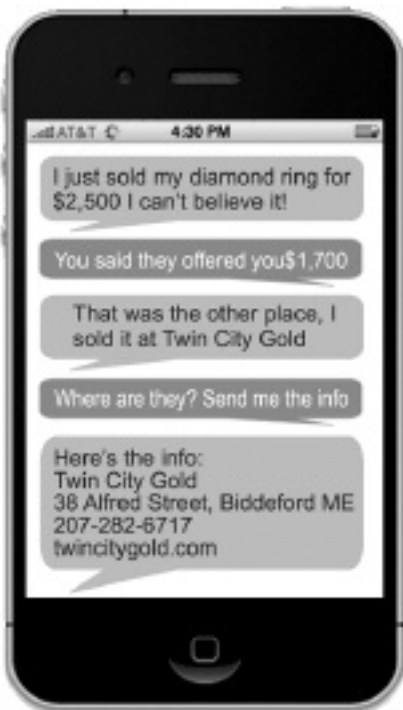 AT&T 4:30 PM
I just sold my diamond ring for
$2,500 I can't believe it!
You said they offered you$1,700
That was the other place, I
sold it at Twin City Gold
Where are they? Send me the info
Here's the info:
Twin City Gold
38 Alfred Street, Biddeford ME
207-282-6717
twincitygold.com